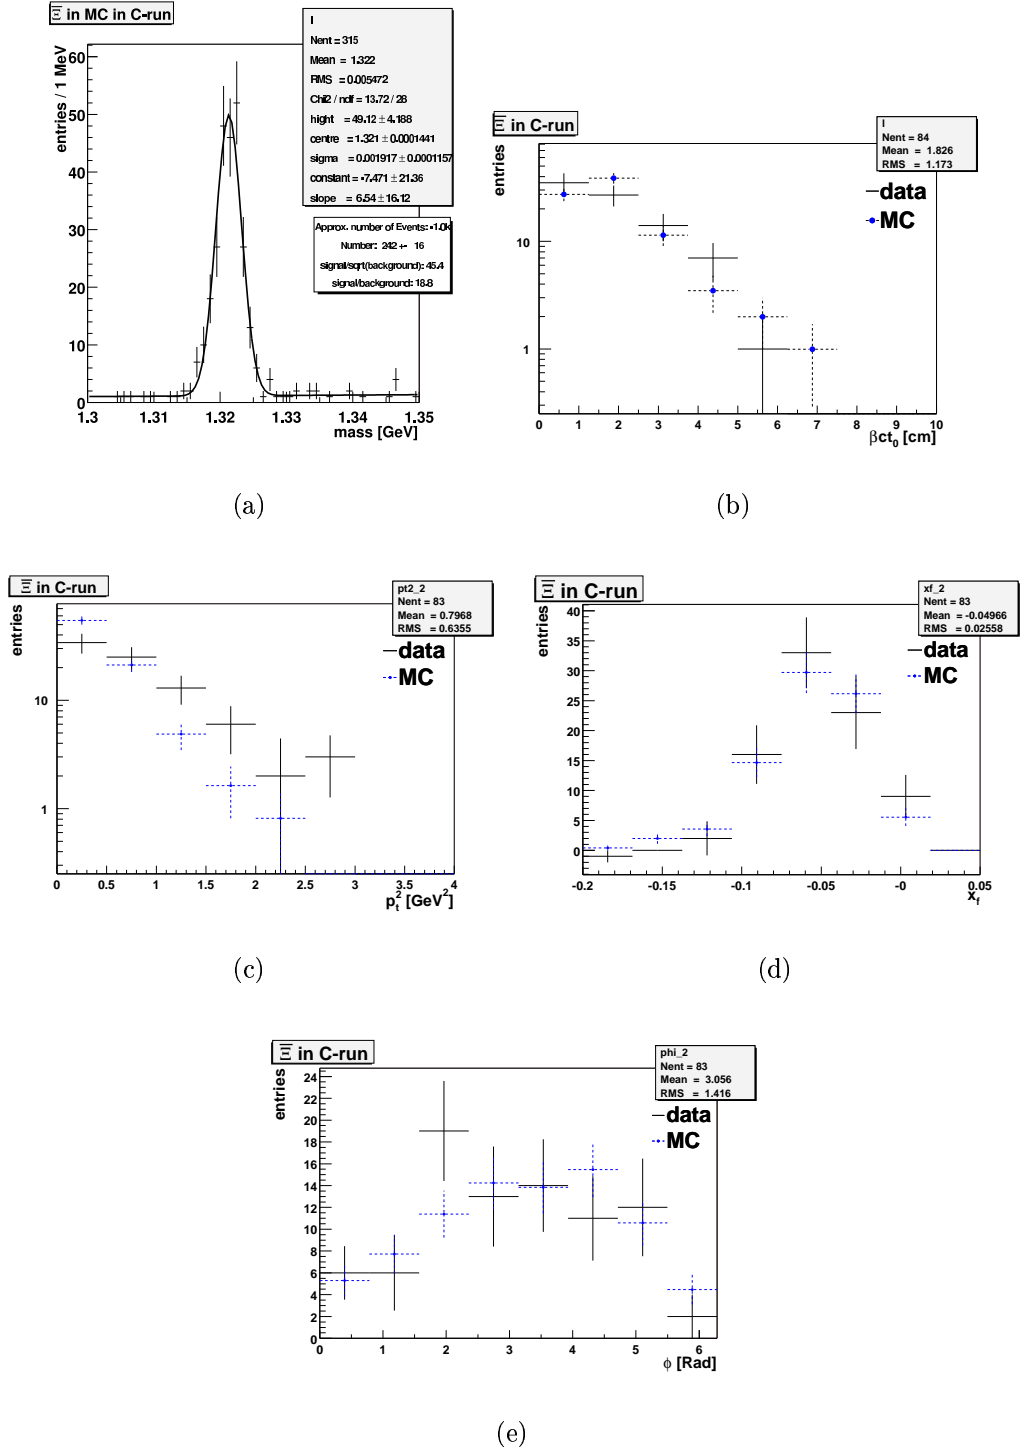 Ξ̅ in MC in C-run
entries / 1 MeV
60
50
40
30
20
10
0
1.3
1.31
1.32
1.33
1.34
1.35
mass [GeV]
I
Nent = 315
Mean = 1.322
RMS = 0.005472
Chi2 / ndf = 13.72 / 28
hight = 49.12 ± 4.188
centre = 1.321 ± 0.0001441
sigma = 0.001917 ± 0.0001157
constant = -7.471 ± 21.36
slope = 6.54 ± 16.12
Approx. number of Events: -1.0k
Number: 242 +- 16
signal/sqrt(background): 45.4
signal/background: 18.8
(a)
Ξ̅ in C-run
entries
10
1
0
1
2
3
4
5
6
7
8
9
10
βct₀ [cm]
I
Nent = 84
Mean = 1.826
RMS = 1.173
data
MC
(b)
Ξ̅ in C-run
entries
10
1
0
0.5
1
1.5
2
2.5
3
3.5
4
p_t² [GeV²]
pt2_2
Nent = 83
Mean = 0.7968
RMS = 0.6355
data
MC
(c)
Ξ̅ in C-run
entries
40
35
30
25
20
15
10
5
0
-0.2
-0.15
-0.1
-0.05
-0
0.05
x_f
xf_2
Nent = 83
Mean = -0.04966
RMS = 0.02558
data
MC
(d)
Ξ̅ in C-run
entries
24
22
20
18
16
14
12
10
8
6
4
2
0
0
1
2
3
4
5
6
ϕ [Rad]
phi_2
Nent = 83
Mean = 3.056
RMS = 1.416
data
MC
(e)